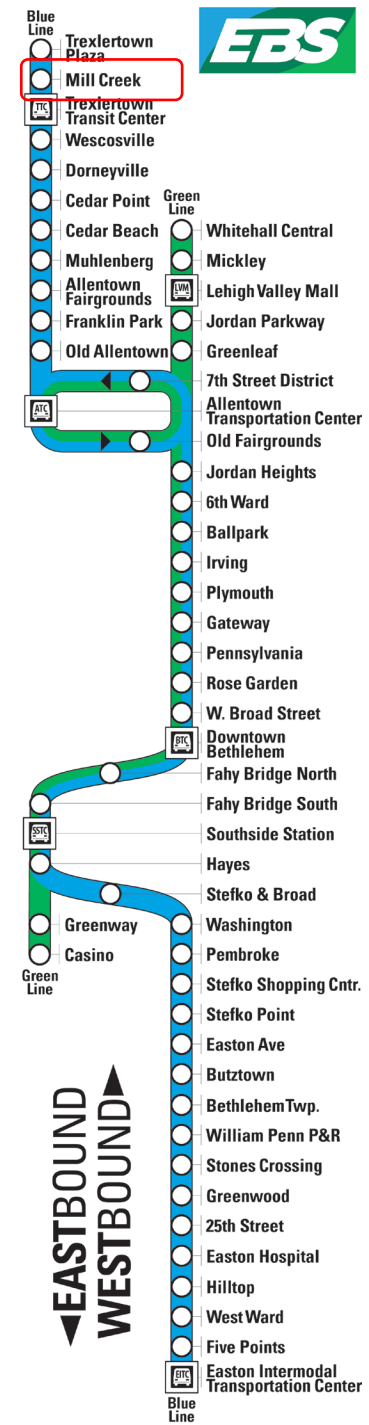 Blue
Line
EBS
Trexlertown
Plaza
Mill Creek
TTC
Trexlertown
Transit Center
Wescosville
Dorneyville
Cedar Point
Green
Line
Cedar Beach
Whitehall Central
Muhlenberg
Mickley
Allentown
Fairgrounds
LVM
Lehigh Valley Mall
Franklin Park
Jordan Parkway
Old Allentown
Greenleaf
7th Street District
ATC
Allentown
Transportation Center
Old Fairgrounds
Jordan Heights
6th Ward
Ballpark
Irving
Plymouth
Gateway
Pennsylvania
Rose Garden
W. Broad Street
BTC
Downtown
Bethlehem
Fahy Bridge North
Fahy Bridge South
SSTC
Southside Station
Hayes
Stefko & Broad
Greenway
Washington
Casino
Pembroke
Green
Line
Stefko Shopping Cntr.
Stefko Point
Easton Ave
Butztown
Bethlehem Twp.
William Penn P&R
Stones Crossing
Greenwood
25th Street
Easton Hospital
Hilltop
West Ward
Five Points
EASTBOUND
WESTBOUND
EITC
Easton Intermodal
Transportation Center
Blue
Line